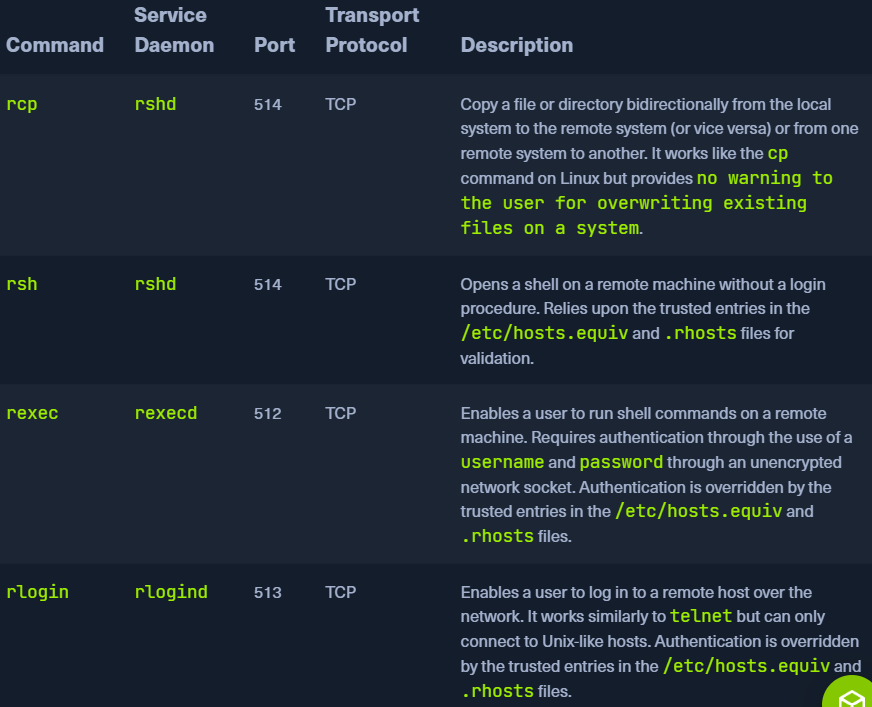 Command Service Daemon Port Transport Protocol Description
rcp rshd 514 TCP Copy a file or directory bidirectionally from the local
system to the remote system (or vice versa) or from one
remote system to another. It works like the cp
command on Linux but provides no warning to
the user for overwriting existing
files on a system.
rsh rshd 514 TCP Opens a shell on a remote machine without a login
procedure. Relies upon the trusted entries in the
/etc/hosts.equiv and .rhosts files for
validation.
rexec rexecd 512 TCP Enables a user to run shell commands on a remote
machine. Requires authentication through the use of a
username and password through an unencrypted
network socket. Authentication is overridden by the
trusted entries in the /etc/hosts.equiv and
.rhosts files.
rlogin rlogind 513 TCP Enables a user to log in to a remote host over the
network. It works similarly to telnet but can only
connect to Unix-like hosts. Authentication is overridden
by the trusted entries in the /etc/hosts.equiv and
.rhosts files.